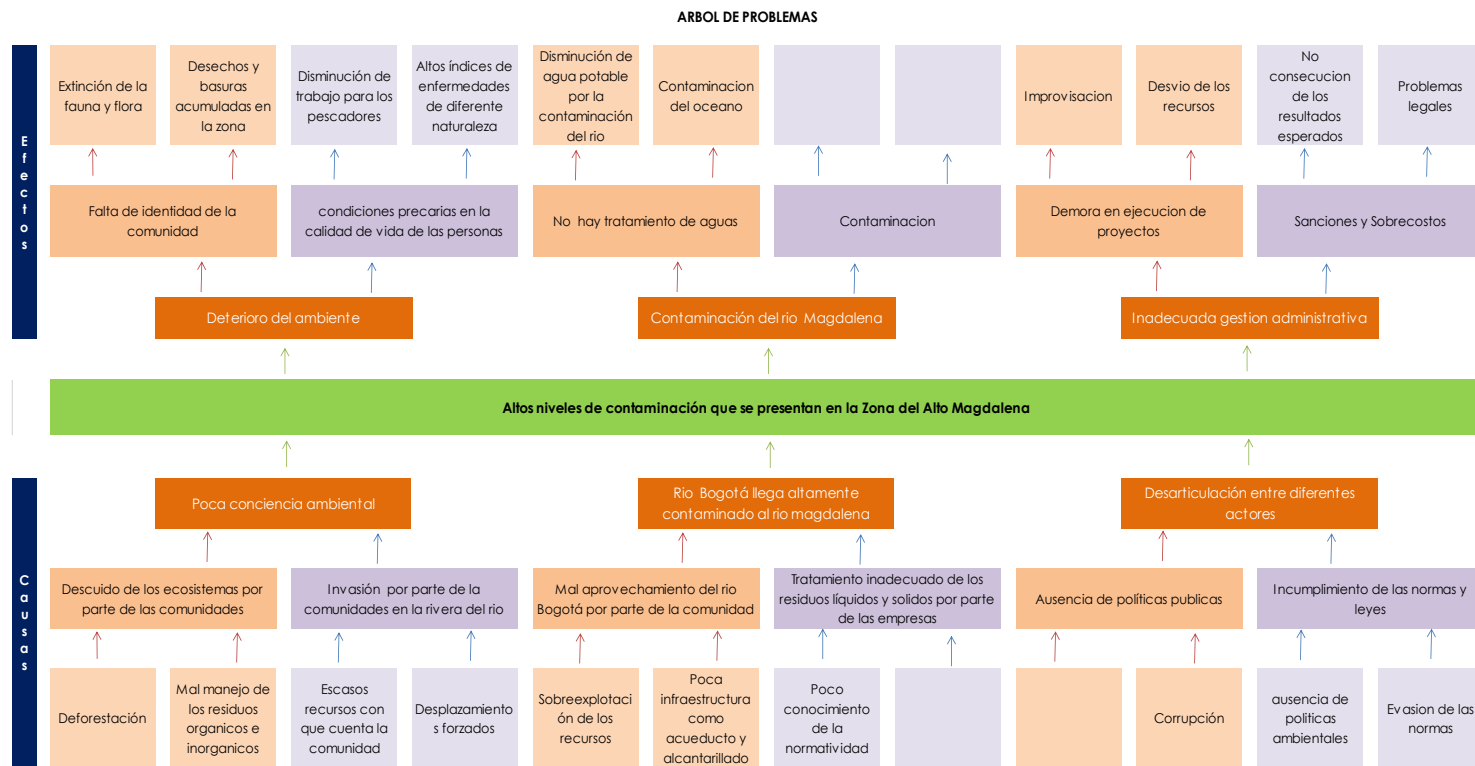 ARBOL DE PROBLEMAS
Efectos
Extinción de la
fauna y flora
Desechos y
basuras
acumuladas en
la zona
Disminución de
trabajo para los
pescadores
Altos índices de
enfermedades
de diferente
naturaleza
Disminución de
agua potable
por la
contaminación
del rio
Contaminacion
del oceano
Improvisacion
Desvio de los
recursos
No
consecucion
de los
resultados
esperados
Problemas
legales
Falta de identidad de la
comunidad
condiciones precarias en la
calidad de vida de las personas
No hay tratamiento de aguas
Contaminacion
Demora en ejecucion de
proyectos
Sanciones y Sobrecostos
Deterioro del ambiente
Contaminación del rio Magdalena
Inadecuada gestion administrativa
Altos niveles de contaminación que se presentan en la Zona del Alto Magdalena
Causas
Poca conciencia ambiental
Rio Bogotá llega altamente
contaminado al rio magdalena
Desarticulación entre diferentes
actores
Descuido de los ecosistemas por
parte de las comunidades
Invasión por parte de la
comunidades en la rivera del rio
Mal aprovechamiento del rio
Bogotá por parte de la comunidad
Tratamiento inadecuado de los
residuos líquidos y solidos por parte
de las empresas
Ausencia de políticas publicas
Incumplimiento de las normas y
leyes
Deforestación
Mal manejo de
los residuos
organicos e
inorganicos
Escasos
recursos con
que cuenta la
comunidad
Desplazamiento
s forzados
Sobreexplotaci
ón de los
recursos
Poca
infraestructura
como
acueducto y
alcantarillado
Poco
conocimiento
de la
normatividad
Corrupción
ausencia de
politicas
ambientales
Evasion de las
normas